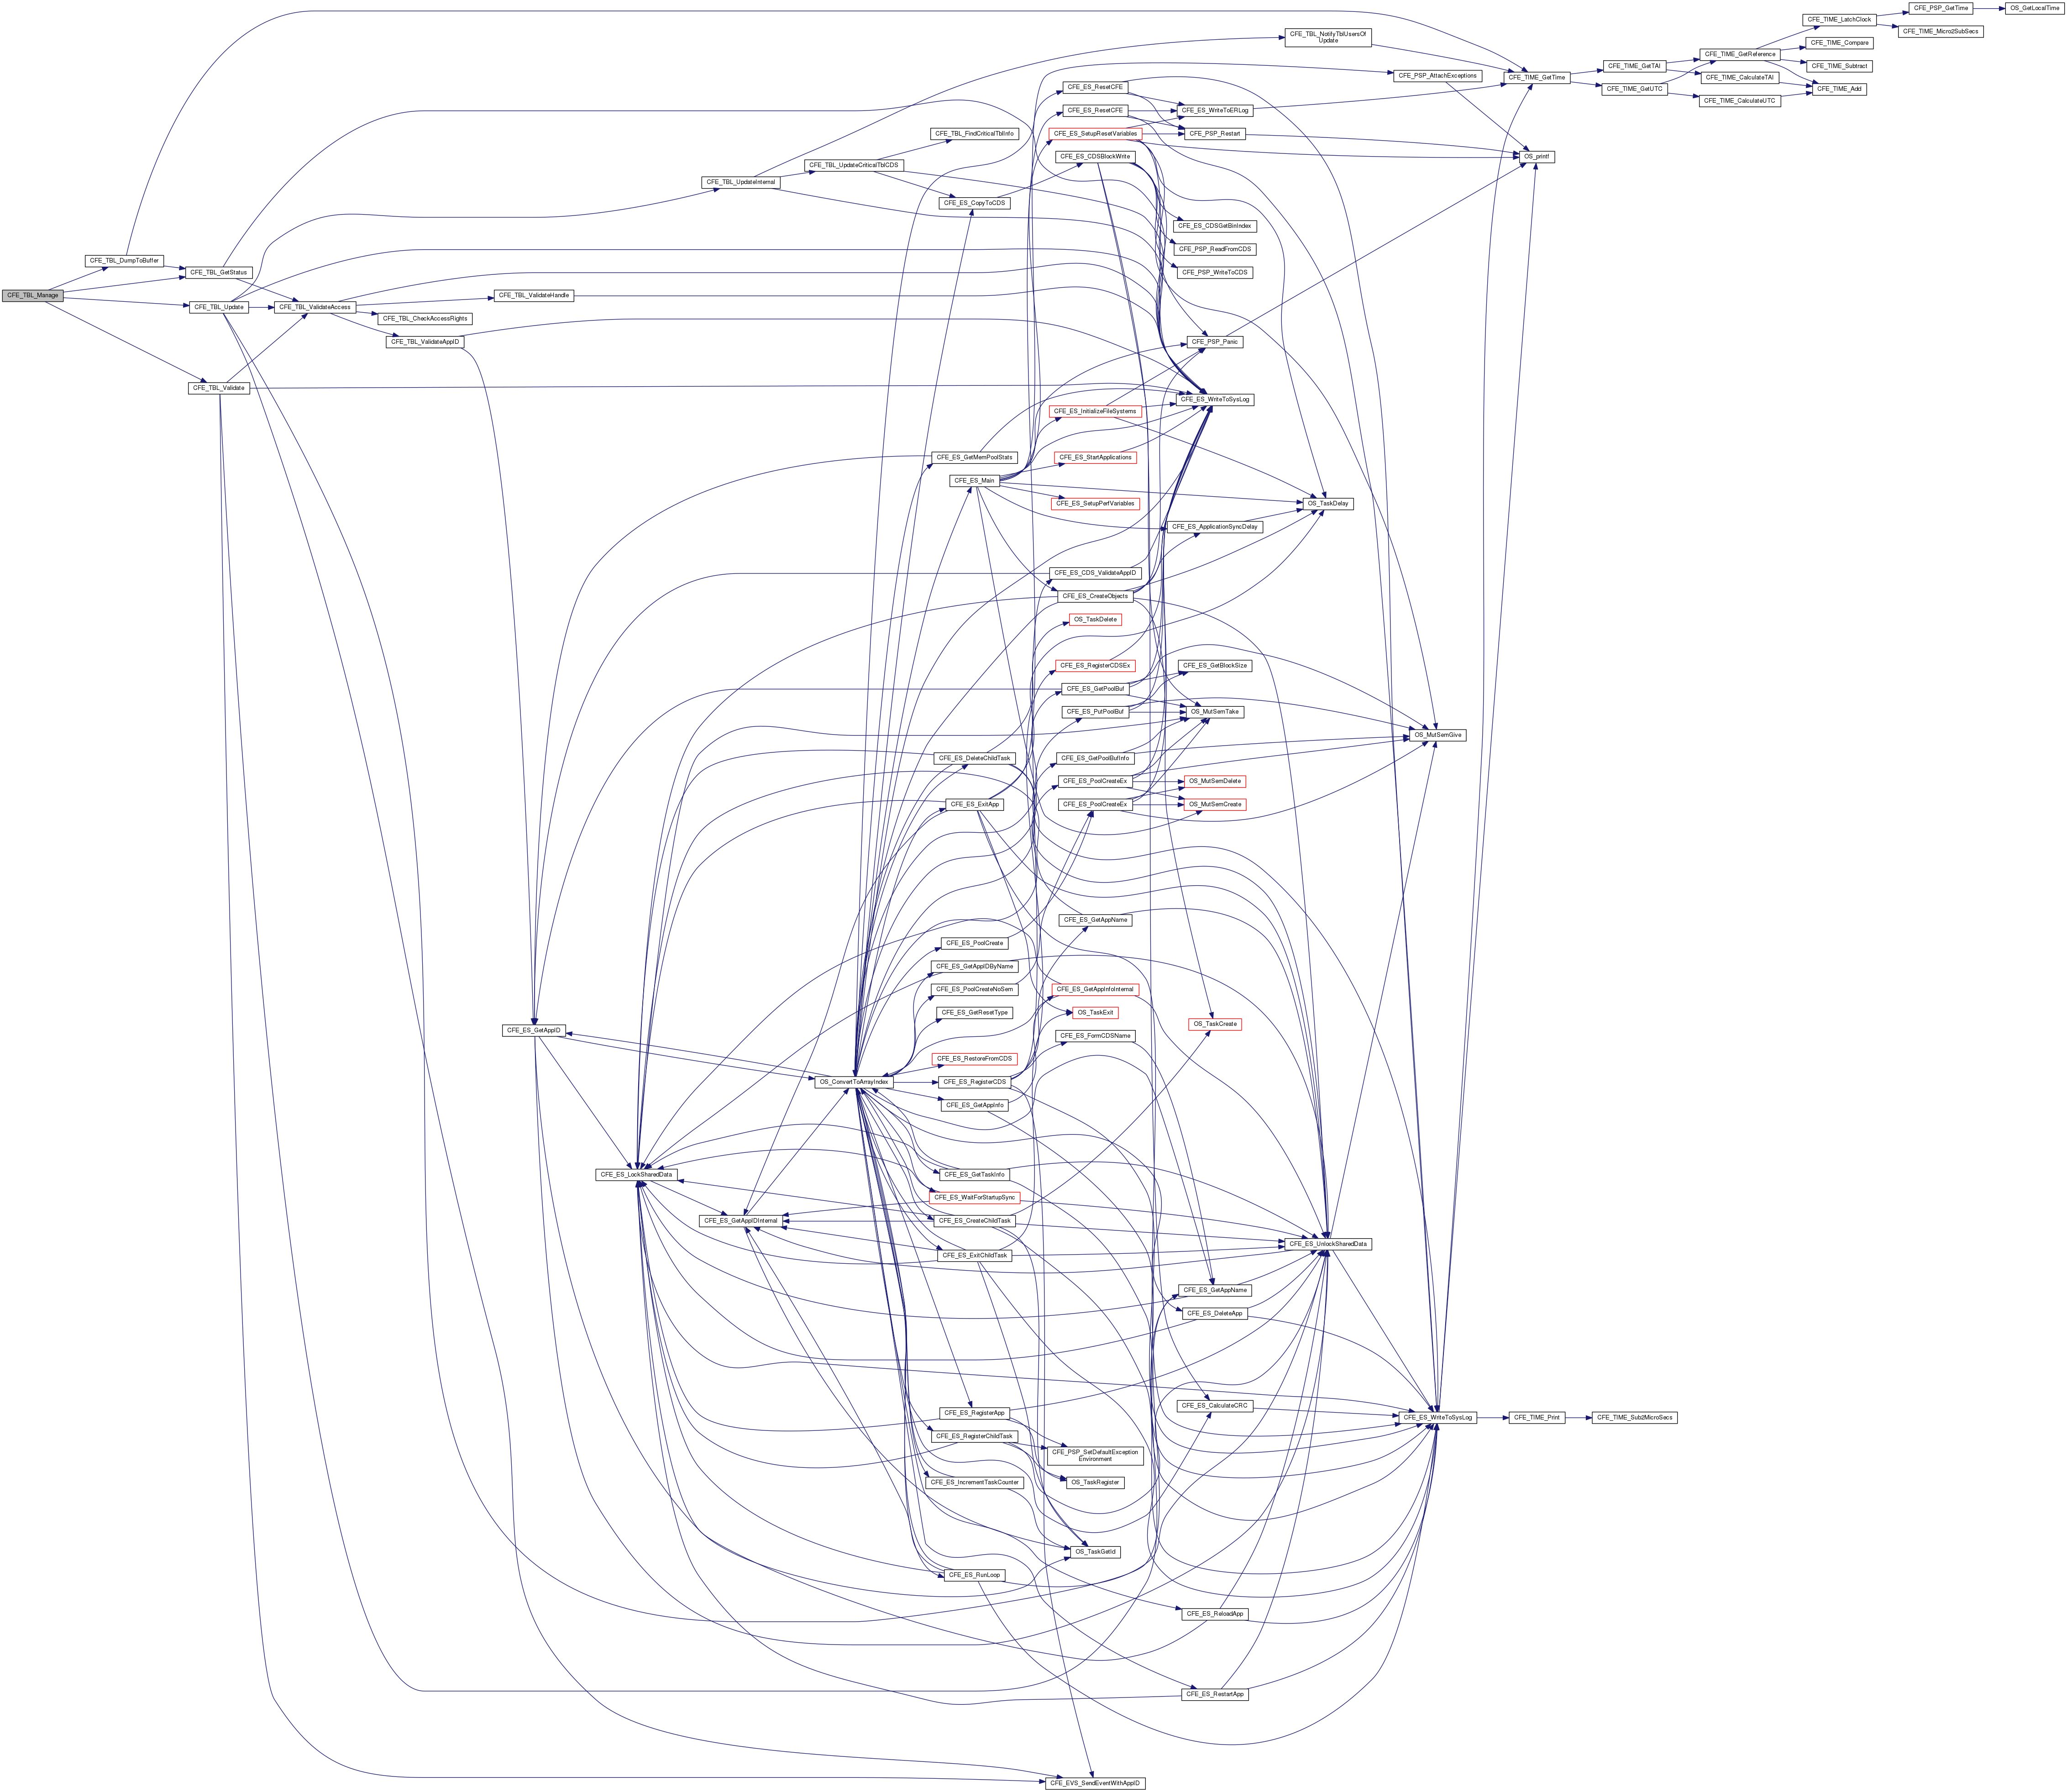 CFE_TBL_Manage
CFE_TBL_DumpToBuffer
CFE_TBL_GetStatus
CFE_TBL_Update
CFE_TBL_Validate
CFE_TBL_ValidateAccess
CFE_TBL_ValidateHandle
CFE_TBL_CheckAccessRights
CFE_TBL_ValidateAppID
CFE_ES_GetAppID
CFE_ES_LockSharedData
CFE_TBL_UpdateInternal
CFE_ES_GetAppIDInternal
CFE_TBL_UpdateCriticalTblCDS
OS_ConvertToArrayIndex
CFE_TBL_FindCriticalTblInfo
CFE_ES_CopyToCDS
CFE_ES_GetMemPoolStats
CFE_ES_Main
CFE_ES_DeleteChildTask
CFE_ES_ExitApp
CFE_ES_PoolCreate
CFE_ES_GetAppIDByName
CFE_ES_PoolCreateNoSem
CFE_ES_GetResetType
CFE_ES_RestoreFromCDS
CFE_ES_RegisterCDS
CFE_ES_GetAppInfo
CFE_ES_GetTaskInfo
CFE_ES_WaitForStartupSync
CFE_ES_CreateChildTask
CFE_ES_ExitChildTask
CFE_ES_RegisterApp
CFE_ES_RegisterChildTask
CFE_ES_IncrementTaskCounter
CFE_ES_RunLoop
CFE_PSP_AttachExceptions
CFE_ES_ResetCFE
CFE_ES_ResetCFE
CFE_ES_SetupResetVariables
CFE_ES_CDSBlockWrite
CFE_ES_InitializeFileSystems
CFE_ES_StartApplications
CFE_ES_SetupPerfVariables
CFE_ES_CDS_ValidateAppID
CFE_ES_CreateObjects
OS_TaskDelete
CFE_ES_RegisterCDSEx
CFE_ES_GetPoolBuf
CFE_ES_PutPoolBuf
CFE_ES_GetPoolBufInfo
CFE_ES_PoolCreateEx
CFE_ES_PoolCreateEx
CFE_ES_GetAppName
CFE_ES_GetAppInfoInternal
OS_TaskExit
CFE_ES_FormCDSName
CFE_PSP_SetDefaultException
Environment
OS_TaskRegister
OS_TaskGetId
CFE_EVS_SendEventWithAppID
CFE_ES_WriteToERLog
CFE_PSP_Restart
CFE_ES_CDSGetBinIndex
CFE_PSP_ReadFromCDS
CFE_PSP_WriteToCDS
CFE_PSP_Panic
CFE_ES_WriteToSysLog
CFE_ES_ApplicationSyncDelay
CFE_ES_GetBlockSize
OS_MutSemTake
OS_MutSemDelete
OS_MutSemCreate
OS_TaskCreate
CFE_ES_GetAppName
CFE_ES_DeleteApp
CFE_ES_CalculateCRC
CFE_ES_ReloadApp
CFE_ES_RestartApp
CFE_TBL_NotifyTblUsersOf
Update
OS_TaskDelay
CFE_ES_UnlockSharedData
OS_MutSemGive
CFE_ES_WriteToSysLog
CFE_TIME_GetTime
OS_printf
CFE_TIME_Print
CFE_TIME_GetTAI
CFE_TIME_GetUTC
CFE_TIME_Sub2MicroSecs
CFE_TIME_GetReference
CFE_TIME_CalculateTAI
CFE_TIME_CalculateUTC
CFE_TIME_LatchClock
CFE_TIME_Compare
CFE_TIME_Subtract
CFE_TIME_Add
CFE_PSP_GetTime
CFE_TIME_Micro2SubSecs
OS_GetLocalTime